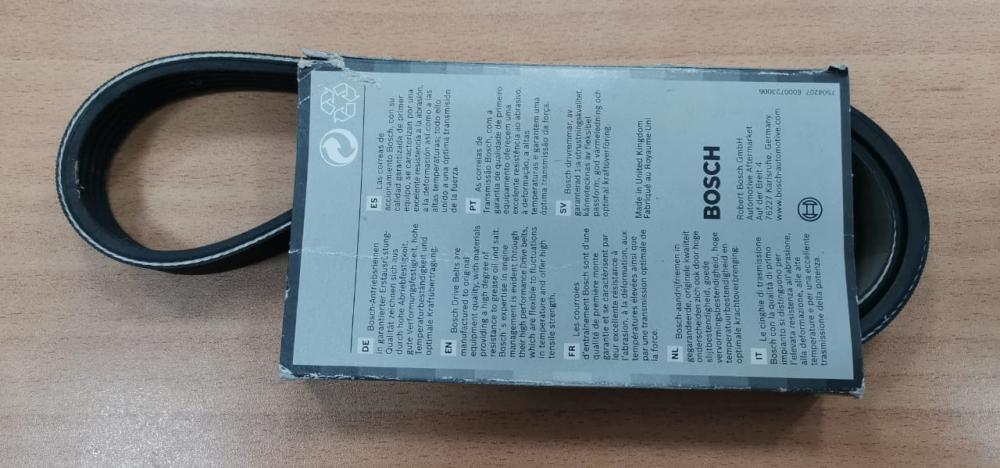 DE Bosch-Antriebsriemen
in garantierter Erstausrüstung-
Qualität zeichnen sich aus
durch hohe Abriebfestigkeit,
gute Verformungsfestigkeit, hohe
Temperaturbeständigkeit und
optimale Kraftübertragung.
EN Bosch Drive Belts are
manufactured to original
equipment quality, with materials
providing a high degree of
resistance to grease oil and salt.
Bosch's expertise in engine
management is evident through
their high performance Drive belts,
which are flexible to fluctuations
in temperature and offer high
tensile strength.
FR Les courroies
d'entraînement Bosch sont d'une
qualité de première monte
garantie et se caractérisent par
leur excellente résistance à
l'abrasion, à la déformation, aux
températures élevées ainsi que
par une transmission optimale de
la force.
NL Bosch-aandrijfriemen in
gegarandeerde, originele kwaliteit
onderscheiden zich ook door hoge
slijtbestendigheid, goede
vervormingsbestendigheid, hoge
temperatuurbestendigheid en
optimale krachtoverbrenging.
IT Le cinghie di trasmissione
Bosch con la qualità di primo
impianto si distinguono per
l'elevata resistenza all'abrasione,
alla deformazione, alle alte
temperature e per una eccellente
trasmissione della potenza.
ES Las correas de
accionamiento Bosch, con su
calidad garantizada de primer
equipo, se caracterizan por una
excelente resistencia a la abrasión,
a la deformación así como a las
altas temperaturas; todo ello
unido a una óptima transmisión
de la fuerza.
PT As correias de
Transmissão Bosch, com a
garantia de qualidade de primeiro
equipamento oferecem uma
excelente resistência ao abrasivo,
à deformação, a altas
temperaturas e garantem uma
óptima transmissão da força.
SV Bosch drivremmar, av
garanterad 1:a utrustningskvalitet,
kännetecknas av flexibel
passform, god värmeledning och
optimal kraftöverföring.
Made in United Kingdom
Fabriqué au Royaume-Uni
BOSCH
Robert Bosch GmbH
Automotive Aftermarket
Auf der Breit 4
76227 Karlsruhe, Germany
www.bosch-automotive.com
7504207 6000723006